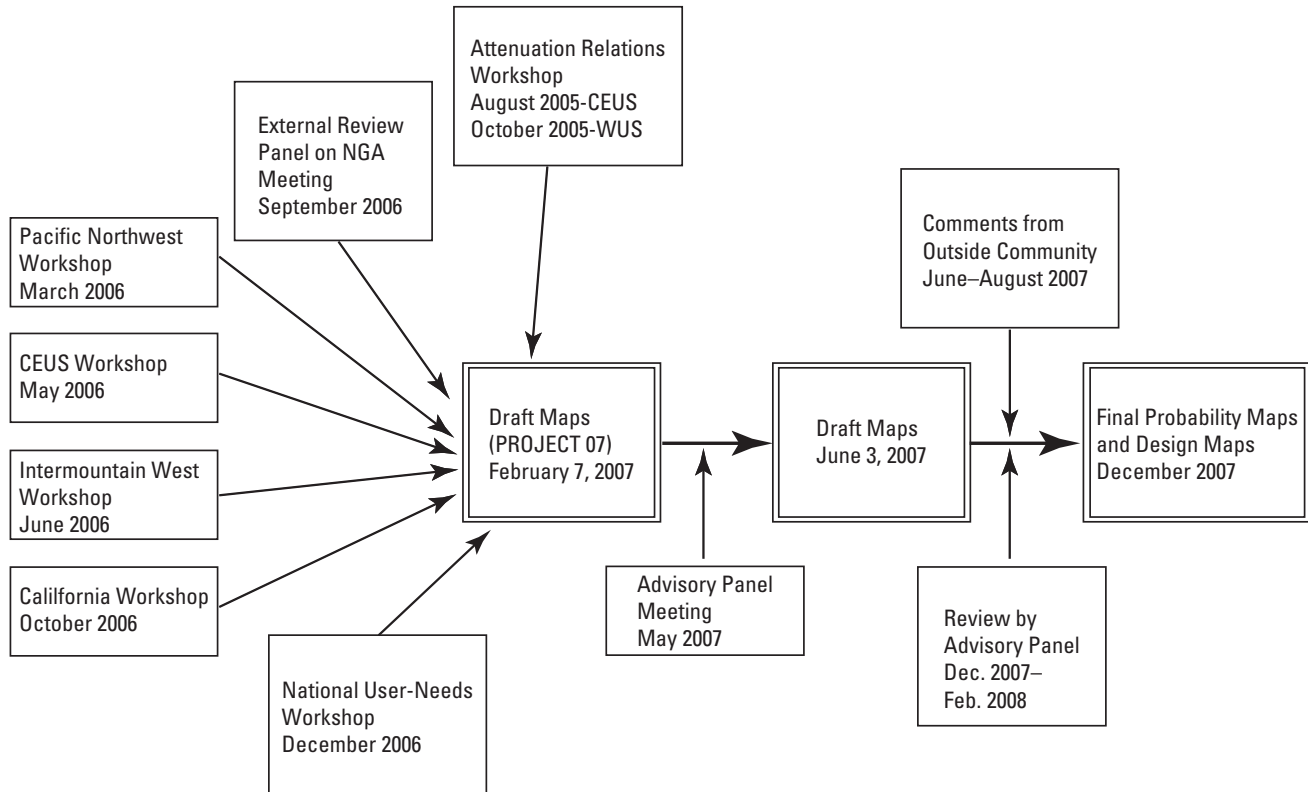 Attenuation Relations
Workshop
August 2005-CEUS
October 2005-WUS
External Review
Panel on NGA
Meeting
September 2006
Pacific Northwest
Workshop
March 2006
CEUS Workshop
May 2006
Intermountain West
Workshop
June 2006
Calilfornia Workshop
October 2006
National User-Needs
Workshop
December 2006
Draft Maps
(PROJECT 07)
February 7, 2007
Advisory Panel
Meeting
May 2007
Draft Maps
June 3, 2007
Comments from
Outside Community
June–August 2007
Review by
Advisory Panel
Dec. 2007–
Feb. 2008
Final Probability Maps
and Design Maps
December 2007